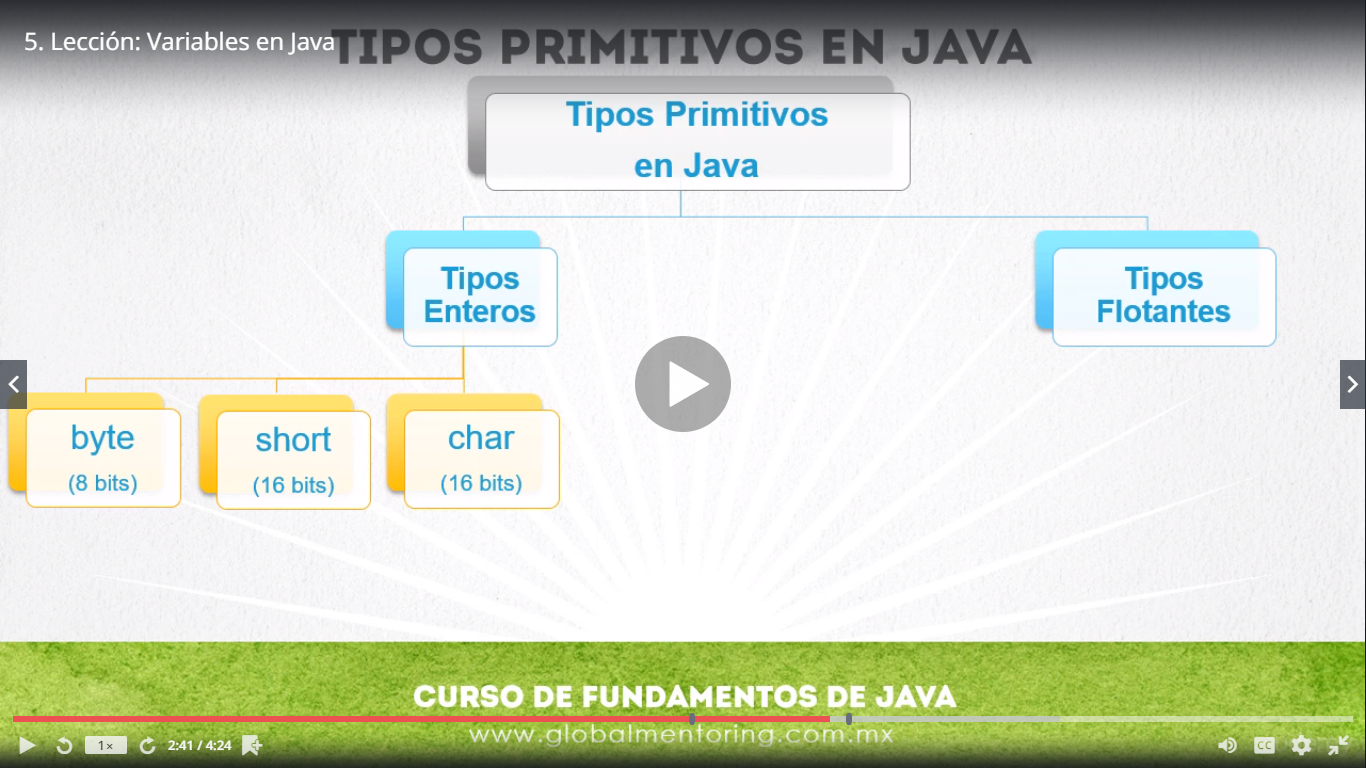 5. Lección: Variables en Java
TIPOS PRIMITIVOS EN JAVA
Tipos Primitivos
en Java
Tipos
Enteros
Tipos
Flotantes
byte
(8 bits)
short
(16 bits)
char
(16 bits)
CURSO DE FUNDAMENTOS DE JAVA
www.globalmentoring.com.mx
1×
2:41 / 4:24
CC